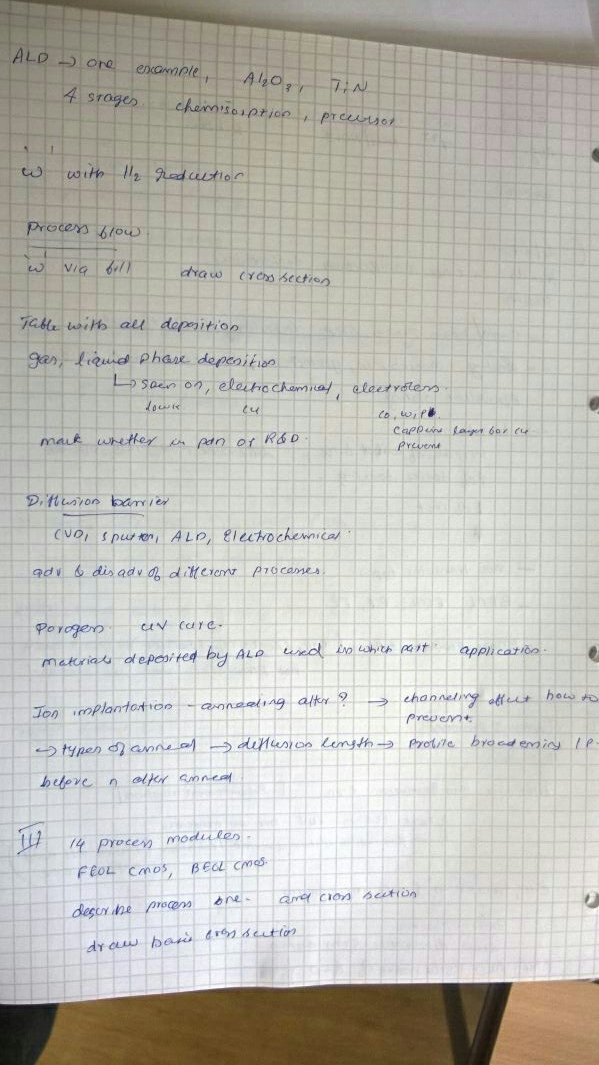 ALD → one example, Al2O3, TiN
4 stages chemisorption, precursor
'W' with H2 reduction
Process flow
'W' via fill draw cross section
Table with all deposition
gas, liquid phase deposition
↳ spin on, electrochemical, electroless.
low k Cu Co, W, P
capping layer for Cu
prevent
mark whether in pdn or R&D.
Diffusion barrier
CVD, sputter, ALD, Electrochemical.
adv & disadv of different processes.
Porogen UV cure.
materials deposited by ALD used in which part application.
Ion implantation - annealing after? → channeling effect how to
prevent.
→ types of anneal → diffusion length → Profile broadening I.P.
before n after anneal.
III 14 process modules.
FEOL CMOS, BEOL CMOS.
describe process one. and cross section
draw basic cross section